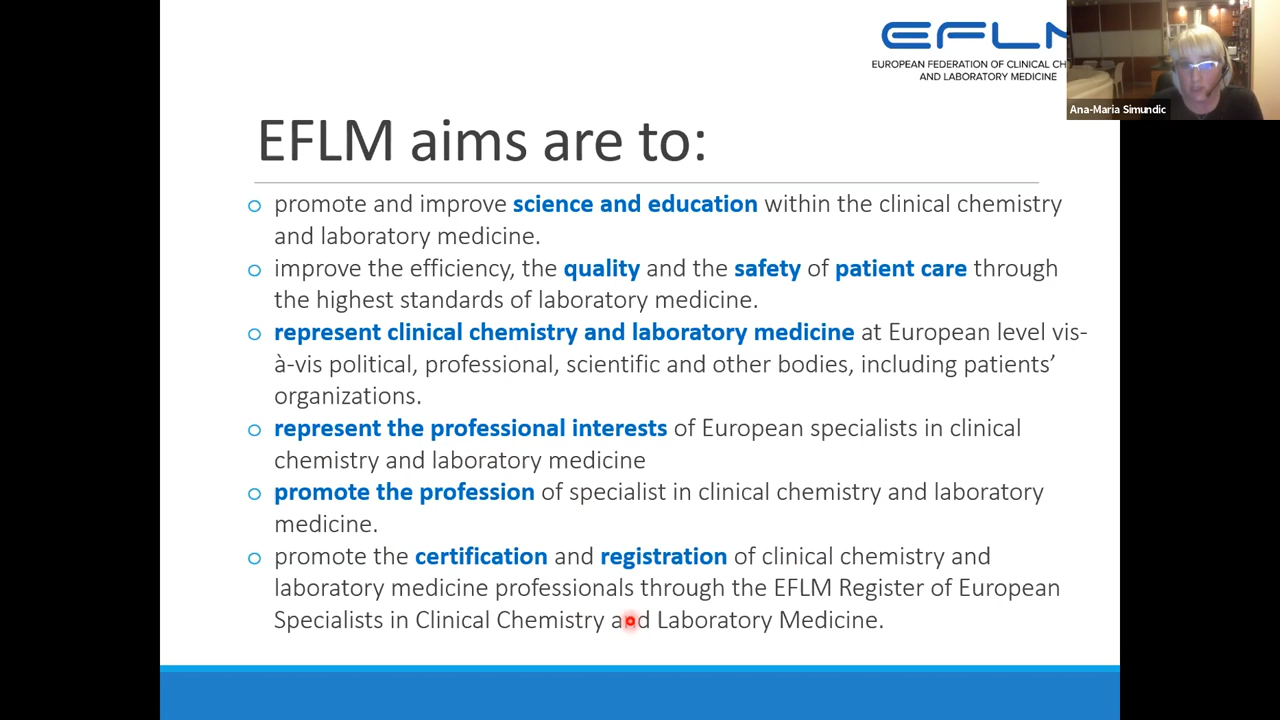 EFLM
EUROPEAN FEDERATION OF CLINICAL CH
AND LABORATORY MEDICINE
Ana-Maria Simundic
EFLM aims are to:
o promote and improve science and education within the clinical chemistry
and laboratory medicine.
o improve the efficiency, the quality and the safety of patient care through
the highest standards of laboratory medicine.
o represent clinical chemistry and laboratory medicine at European level vis-
à-vis political, professional, scientific and other bodies, including patients’
organizations.
o represent the professional interests of European specialists in clinical
chemistry and laboratory medicine
o promote the profession of specialist in clinical chemistry and laboratory
medicine.
o promote the certification and registration of clinical chemistry and
laboratory medicine professionals through the EFLM Register of European
Specialists in Clinical Chemistry and Laboratory Medicine.